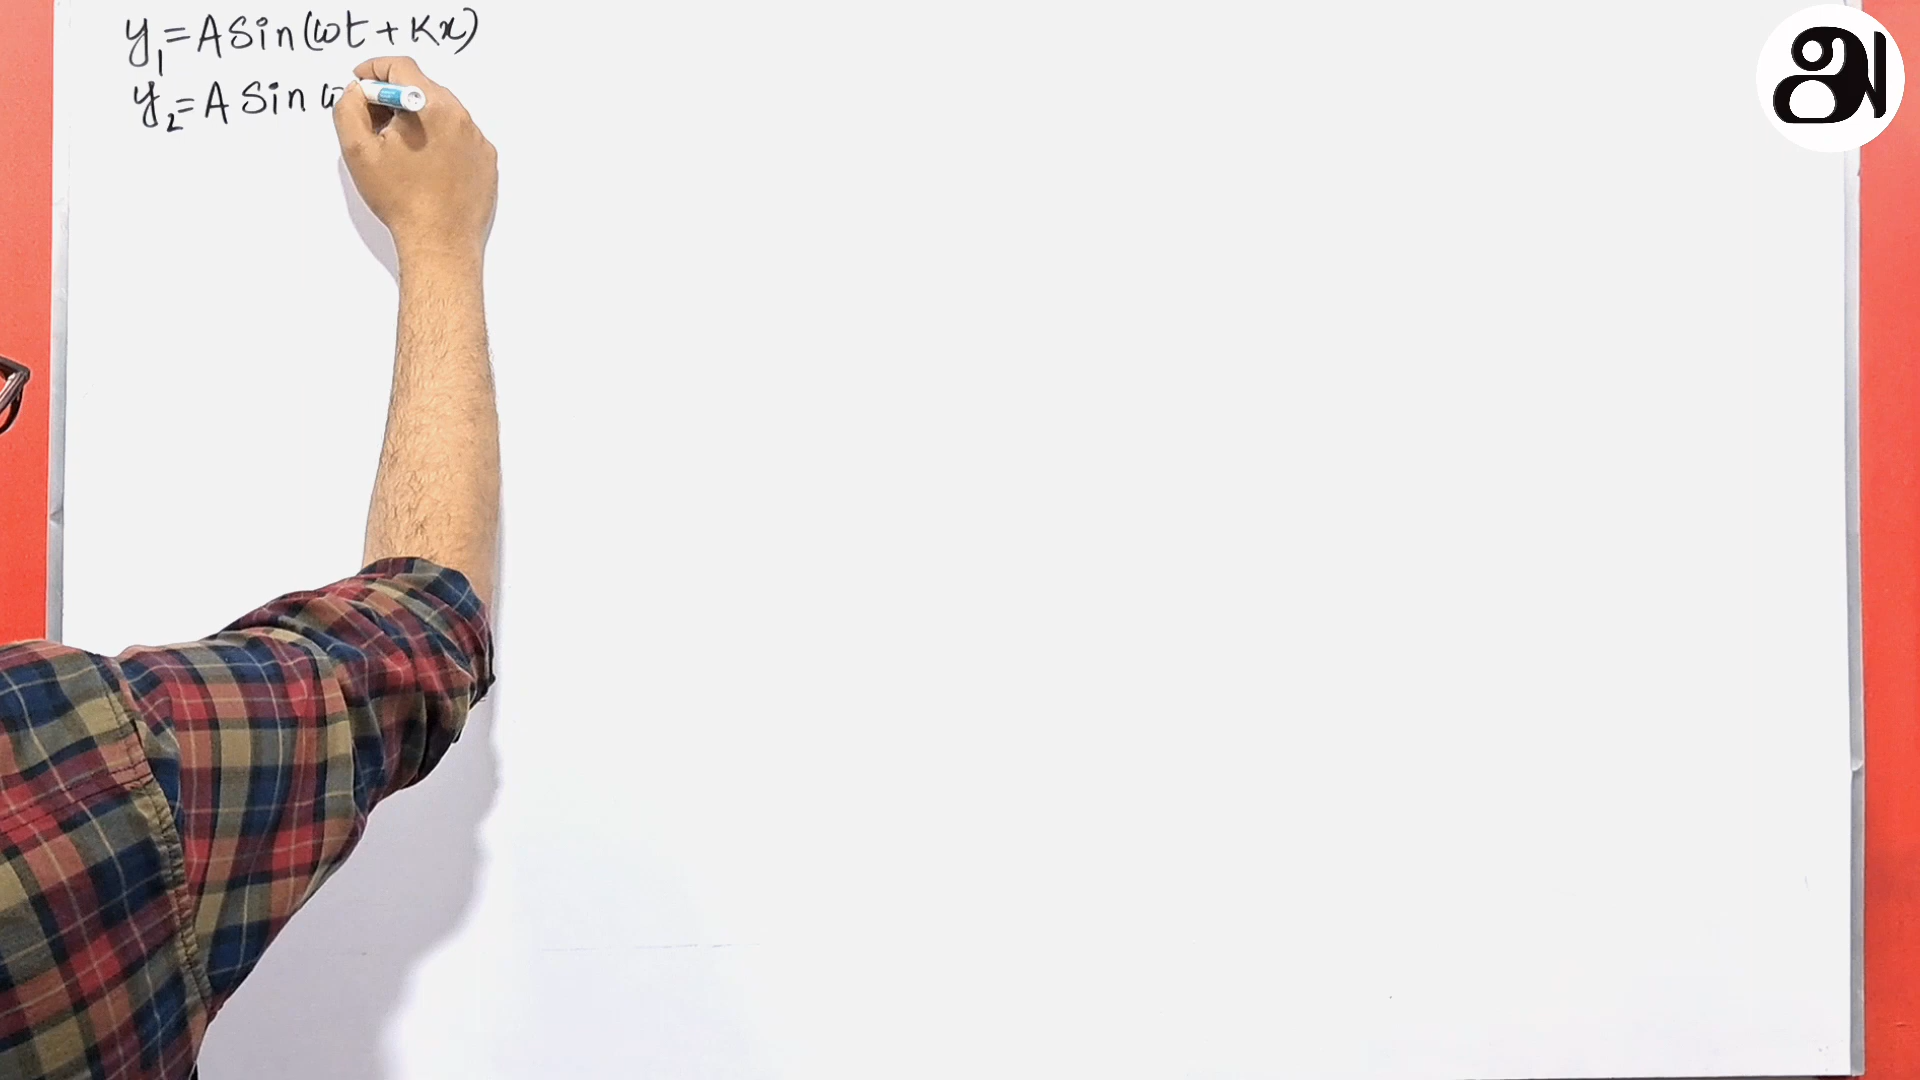 y₁ = A Sin (ωt + Kx)
y₂ = A Sin ω